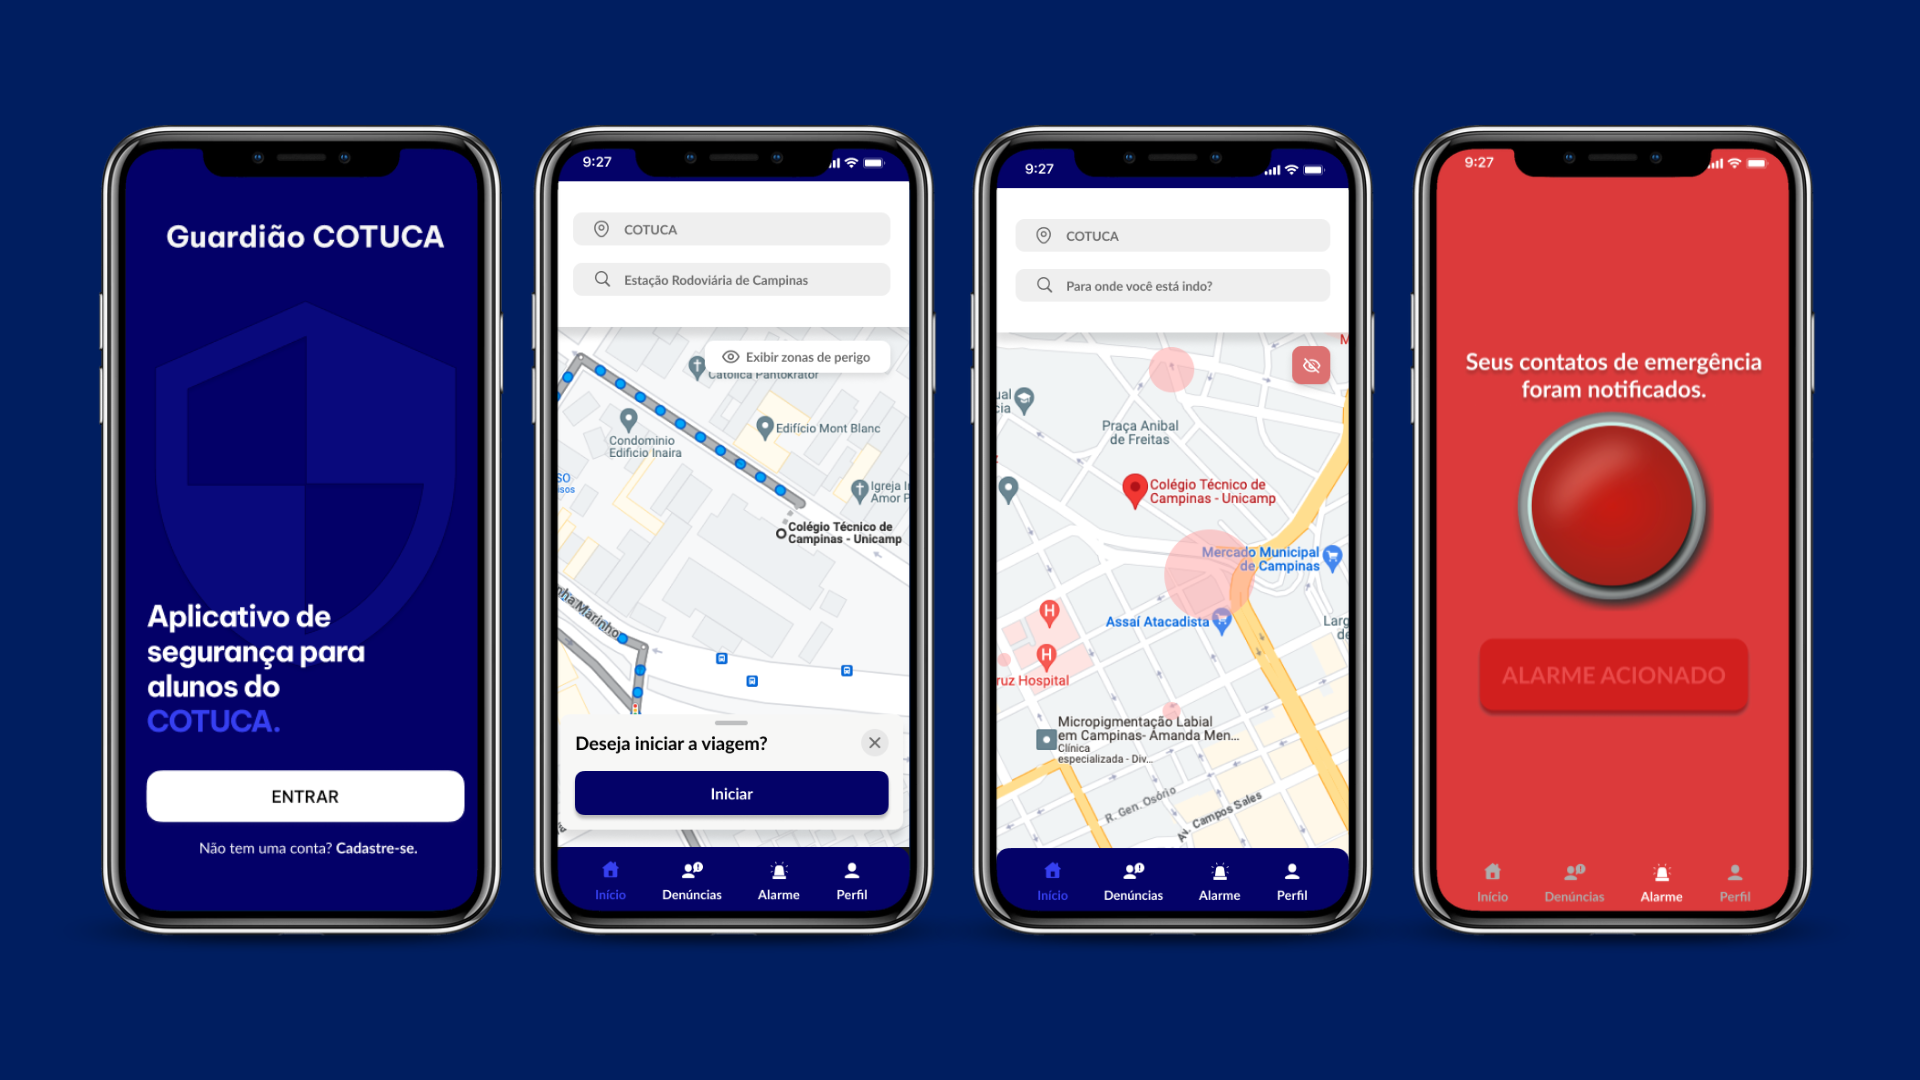 Guardião COTUCA
Aplicativo de
segurança para
alunos do
COTUCA.
ENTRAR
Não tem uma conta? Cadastre-se.
9:27
COTUCA
Estação Rodoviária de Campinas
Exibir zonas de perigo
Católica Pantokrator
Edifício Mont Blanc
Condominio
Edificio Inaira
SO
isos
Igreja I
Amor P
Colégio Técnico de
Campinas - Unicamp
nha Marinho
Deseja iniciar a viagem?
Iniciar
Início
Denúncias
Alarme
Perfil
9:27
COTUCA
Para onde você está indo?
M
ual
cia
Praça Anibal
de Freitas
Colégio Técnico de
Campinas - Unicamp
Mercado Municipal
de Campinas
H
Assaí Atacadista
Larg
de
H
ruz Hospital
Micropigmentação Labial
em Campinas- Amanda Men...
Clínica
especializada - Div...
R. Gen. Osório
Av. Campos Sales
Início
Denúncias
Alarme
Perfil
9:27
Seus contatos de emergência
foram notificados.
ALARME ACIONADO
Início
Denúncias
Alarme
Perfil